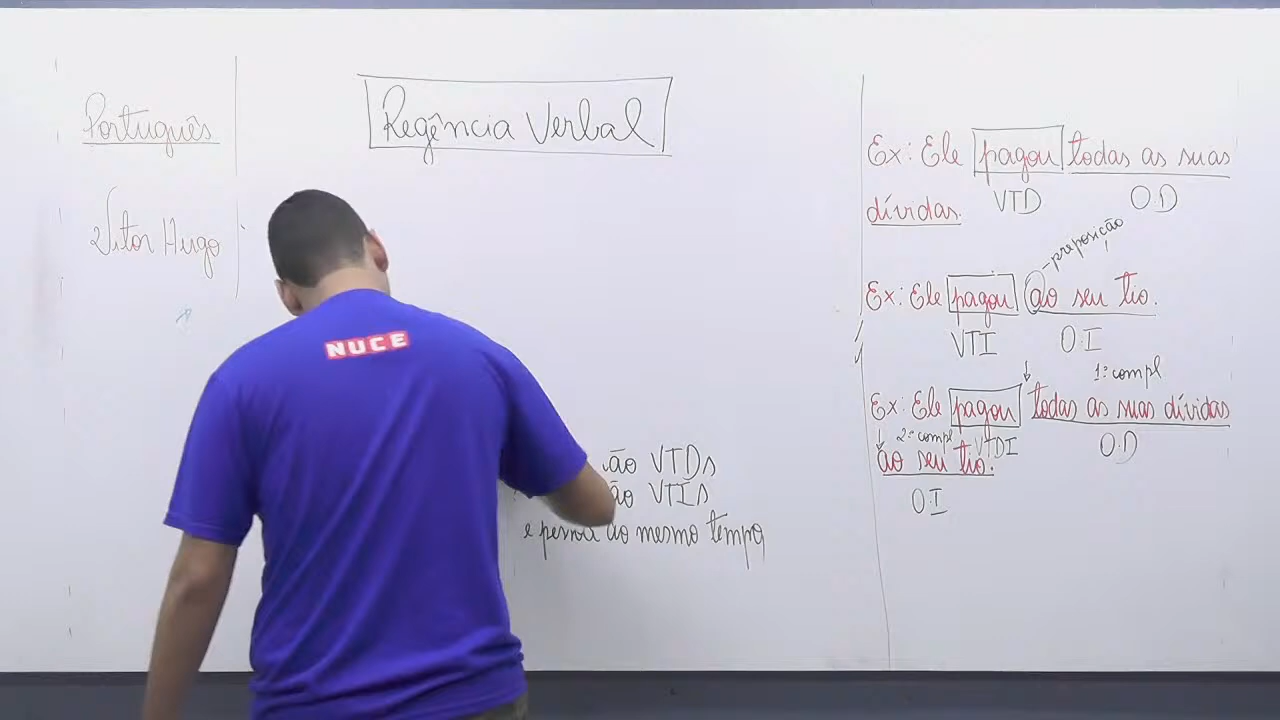 Português
Vitor Hugo
Regência Verbal
NUCE
ão VTDs
ão VTIs
e pessoa ao mesmo tempo,
Ex: Ele pagou todas as suas
VTD O.D
dívidas.
preposição
Ex: Ele pagou ao seu tio.
VTI O.I
1º compl
Ex: Ele pagou todas as suas dívidas
2º compl VTDI O.D
ao seu tio.
O.I